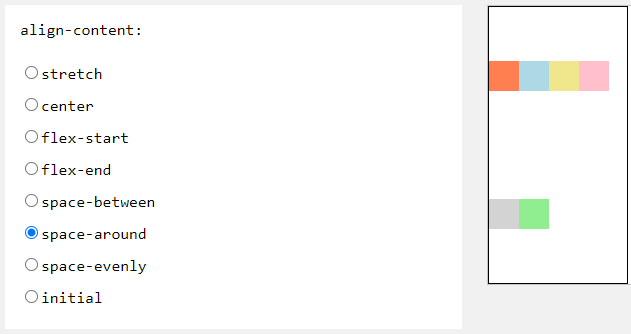 align-content:
stretch
center
flex-start
flex-end
space-between
space-around
space-evenly
initial